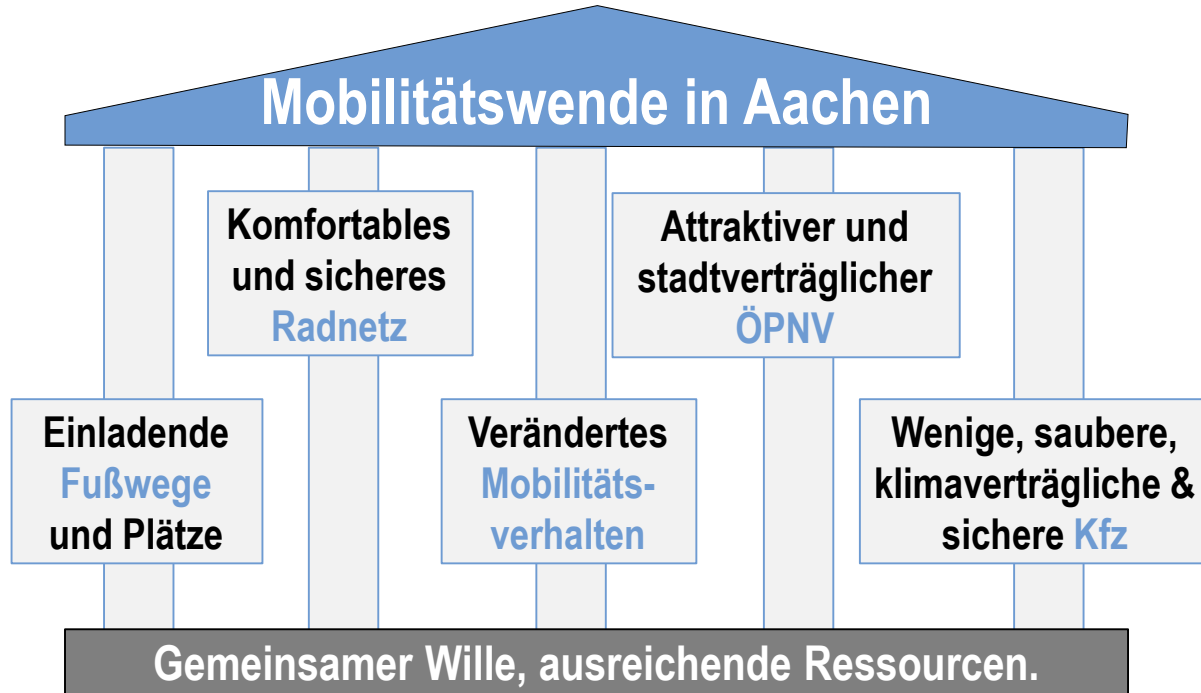 Mobilitätswende in Aachen
Komfortables
und sicheres
Radnetz
Attraktiver und
stadtverträglicher
ÖPNV
Einladende
Fußwege
und Plätze
Verändertes
Mobilitäts-
verhalten
Wenige, saubere,
klimaverträgliche &
sichere Kfz
Gemeinsamer Wille, ausreichende Ressourcen.